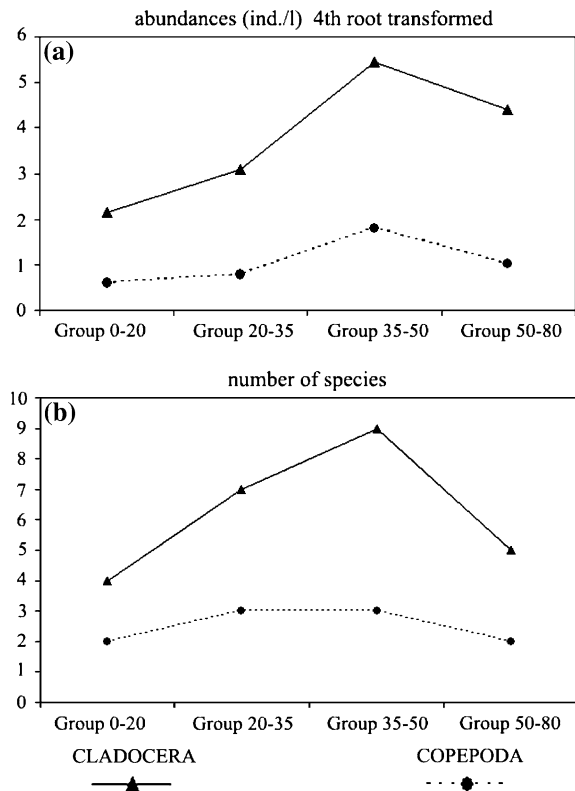 abundances (ind./l) 4th root transformed
(a)
6
5
4
3
2
1
0
Group 0-20 Group 20-35 Group 35-50 Group 50-80
number of species
(b)
10
9
8
7
6
5
4
3
2
1
0
Group 0-20 Group 20-35 Group 35-50 Group 50-80
CLADOCERA COPEPODA